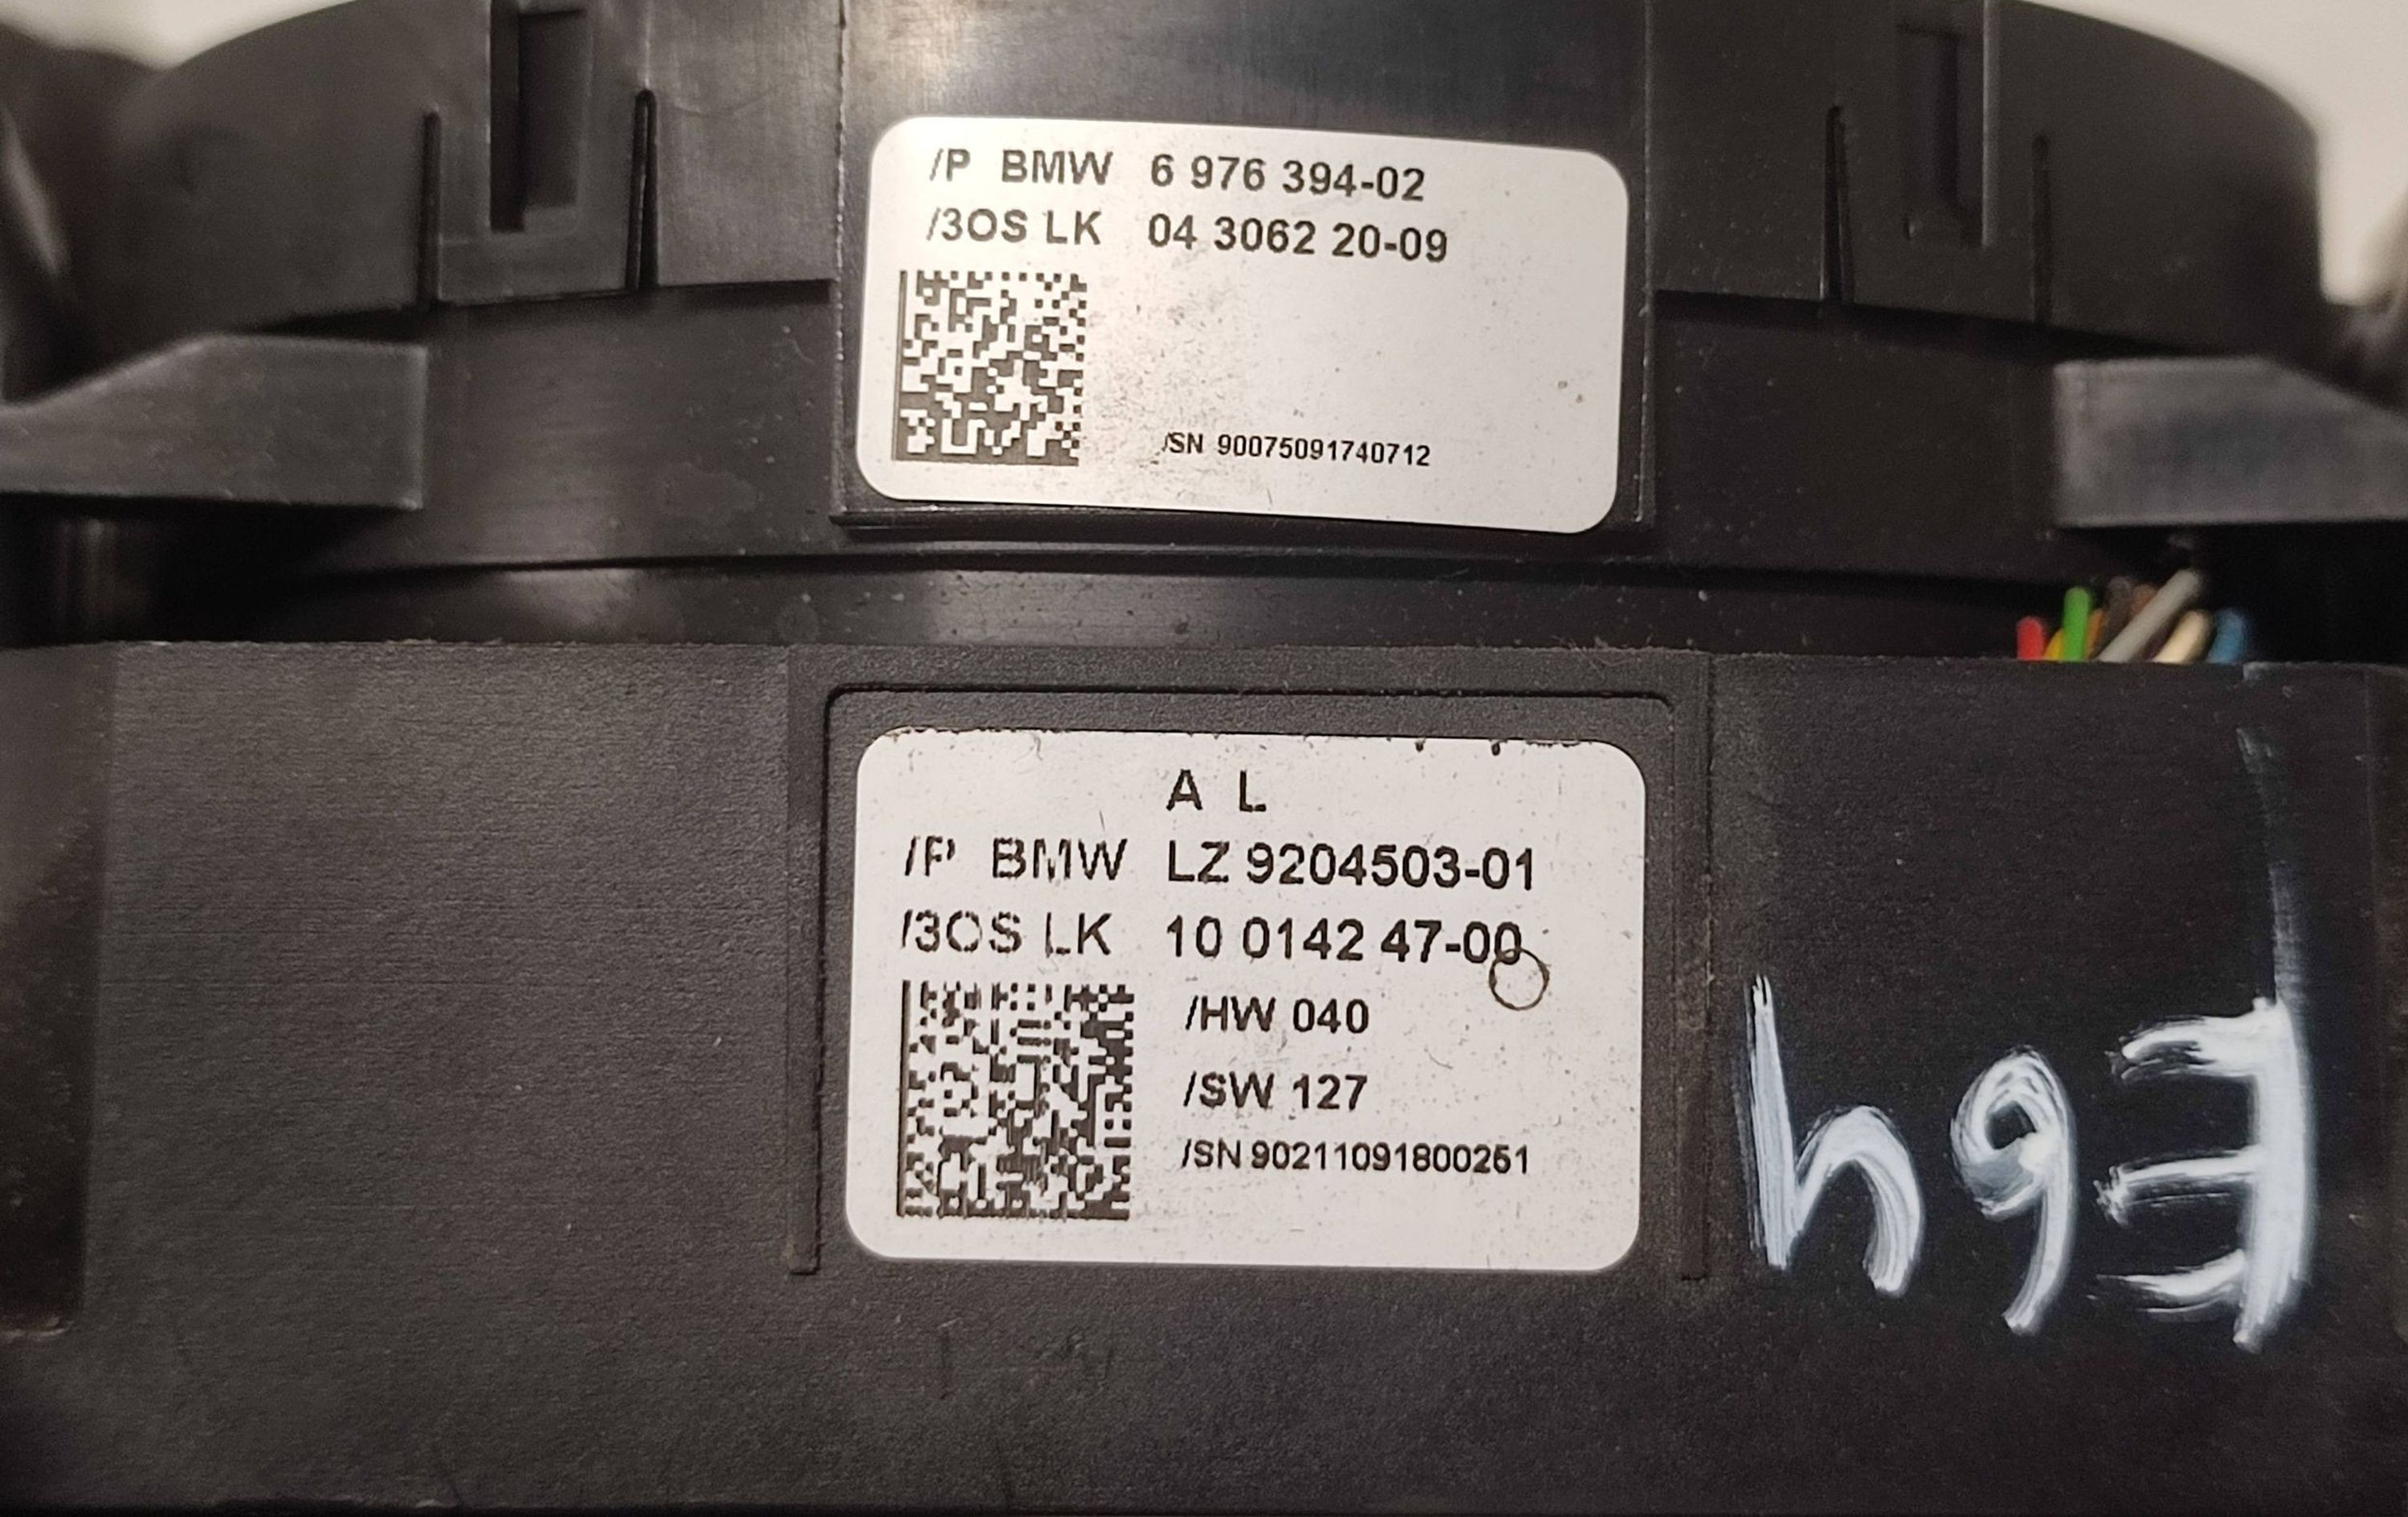 /P BMW 6 976 394-02
/3OS LK 04 3062 20-09
/SN 90075091740712
A L
/P BMW LZ 9204503-01
/3OS LK 10 0142 47-00
/HW 040
/SW 127
/SN 90211091800251
E64